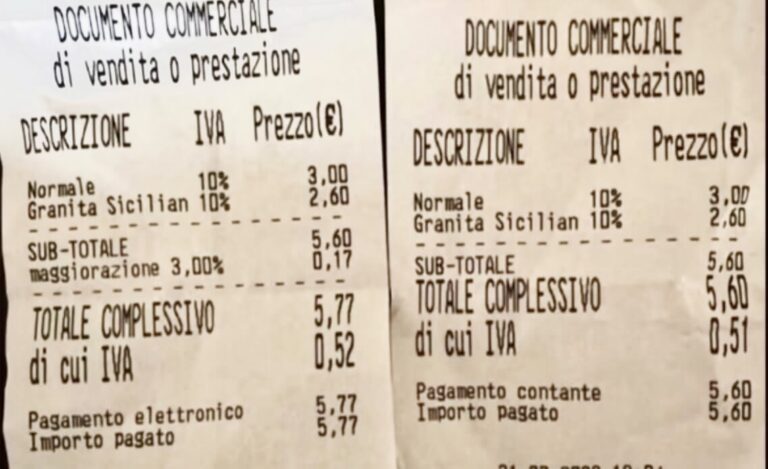 DOCUMENTO COMMERCIALE
di vendita o prestazione
DESCRIZIONE IVA Prezzo(€)
Normale 10% 3,00
Granita Sicilian 10% 2,60
SUB-TOTALE 5,60
maggiorazione 3,00% 0,17
TOTALE COMPLESSIVO 5,77
di cui IVA 0,52
Pagamento elettronico 5,77
Importo pagato 5,77
DOCUMENTO COMMERCIALE
di vendita o prestazione
DESCRIZIONE IVA Prezzo(€)
Normale 10% 3,00
Granita Sicilian 10% 2,60
SUB-TOTALE 5,60
TOTALE COMPLESSIVO 5,60
di cui IVA 0,51
Pagamento contante 5,60
Importo pagato 5,60